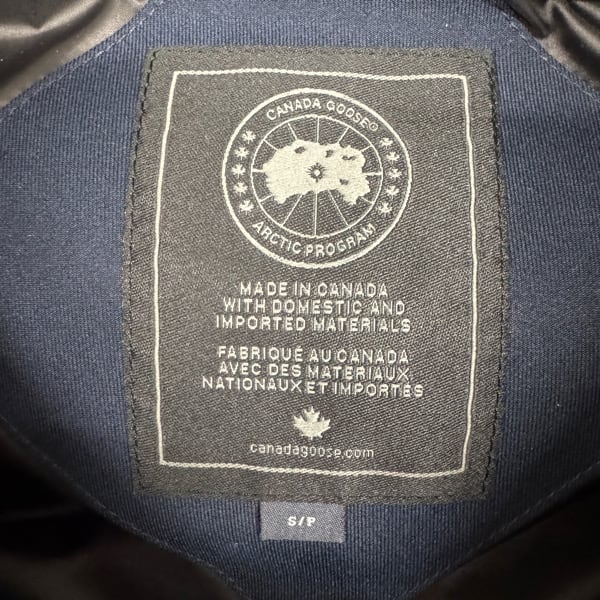 CANADA GOOSE®
ARCTIC PROGRAM
MADE IN CANADA
WITH DOMESTIC AND
IMPORTED MATERIALS
FABRIQUÉ AU CANADA
AVEC DES MATERIAUX
NATIONAUX ET IMPORTÉS
canadagoose.com
S/P